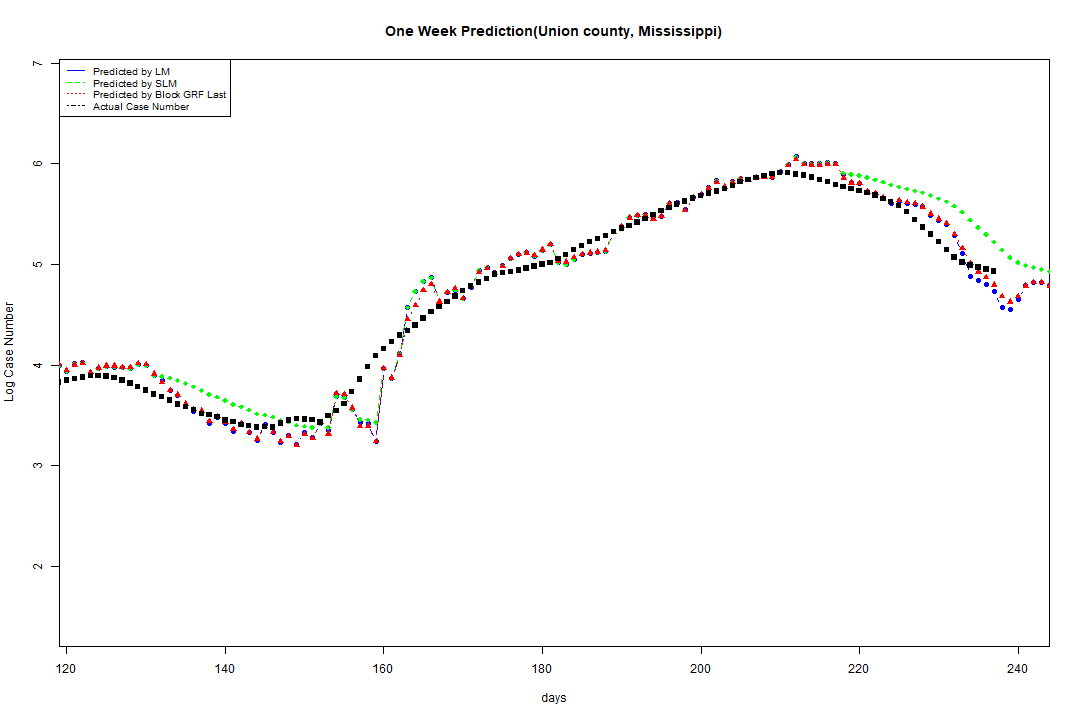 One Week Prediction(Union county, Mississippi)
7
Predicted by LM
Predicted by SLM
Predicted by Block GRF Last
Actual Case Number
6
5
4
3
2
Log Case Number
120 140 160 180 200 220 240
days